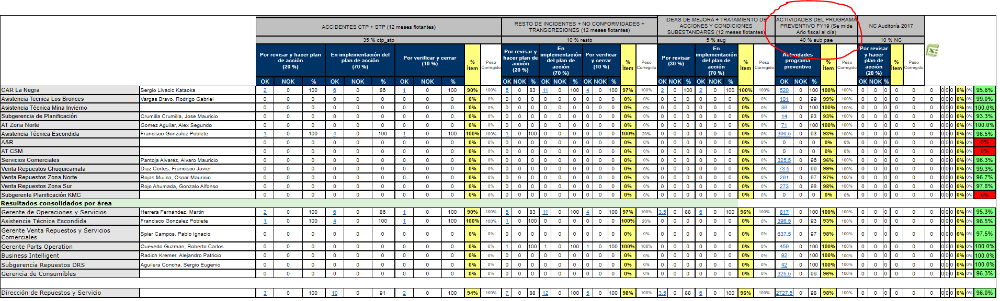 ACCIDENTES CTP + STP (12 meses flotantes) RESTO DE INCIDENTES + NO CONFORMIDADES + TRANSGRESIONES (12 meses flotantes) IDEAS DE MEJORA + TRATAMIENTO DE ACCIONES Y CONDICIONES SUBESTANDARES (12 meses flotantes) ACTIVIDADES DEL PROGRAMA PREVENTIVO FY19 (Se mide Año fiscal al día) NC Auditoría 2017
35 % ctp_stp 10 % resto 5 % sug 40 % sub pae 10 % NC
Por revisar y hacer plan de acción (20 %) En implementación del plan de acción (70 %) Por verificar y cerrar (10 %) % Ítem Peso Corregido Por revisar y hacer plan de acción (20 %) En implementación del plan de acción (70 %) Por verificar y cerrar (10 %) % Ítem Peso Corregido Por revisar (30 %) En implementación del plan de acción (70 %) % Ítem Peso Corregido Actividades programa preventivo % Ítem Peso Corregido Por revisar y hacer plan de acción (20 %) % Ítem Peso Corregido
OK NOK % OK NOK % OK NOK % OK NOK % OK NOK % OK NOK % OK NOK % OK NOK % OK NOK % OK NOK %
CAR La Negra Sergio Livacic Kataoka 2 0 100 6 0 86 1 0 100 90% 100% 5 0 83 11 0 100 4 0 100 97% 100% 2 0 100 2 0 100 100% 100% 520 0 100 100% 100% 0 0 0 0 0 0 0 0 0 0% 0% 95.6%
Asistencia Tecnica Los Bronces Vargas Bravo, Rodrigo Gabriel 0 0 0 0 0 0 0 0 0 0% 0% 0 0 0 0 0 0 0 0 0 0% 0% 0 0 0 0 0 0 0% 0% 101 0 99 99% 100% 0 0 0 0 0 0 0 0 0 0% 0% 99.0%
Asistencia Técnica Mina Invierno 0 0 0 0 0 0 0 0 0 0% 0% 0 0 0 0 0 0 0 0 0 0% 0% 0 0 0 0 0 0 0% 0% 39 0 100 100% 100% 0 0 0 0 0 0 0 0 0 0% 0% 100.0%
Subgerencia de Planificación Crumilla Crumilla, Jose Mauricio 0 0 0 0 0 0 0 0 0 0% 0% 0 0 0 0 0 0 0 0 0 0% 0% 0 0 0 0 0 0 0% 0% 14 0 93 93% 100% 0 0 0 0 0 0 0 0 0 0% 0% 93.3%
AT Zona Norte Gomez Aguilar, Alex Segundo 0 0 0 0 0 0 0 0 0 0% 0% 0 0 0 0 0 0 0 0 0 0% 0% 0 0 0 0 0 0 0% 0% 71 0 100 100% 100% 0 0 0 0 0 0 0 0 0 0% 0% 100.0%
Asistencia Técnica Escondida Francisco Gonzalez Poblete 1 0 100 4 0 100 1 0 100 100% 100% 1 0 100 0 0 0 0 0 0 100% 20% 0 0 0 0 0 0 0% 0% 396.5 0 93 93% 100% 0 0 0 0 0 0 0 0 0 0% 0% 96.5%
A&R 0 0 0 0 0 0 0 0 0 0% 0% 0 0 0 0 0 0 0 0 0 0% 0% 0 0 0 0 0 0 0% 0% 0 0 0 0% 0% 0 0 0 0 0 0 0 0 0 0% 0% 0%
AT CSM 0 0 0 0 0 0 0 0 0 0% 0% 0 0 0 0 0 0 0 0 0 0% 0% 0 0 0 0 0 0 0% 0% 0 0 0 0% 0% 0 0 0 0 0 0 0 0 0 0% 0% 0%
Servicios Comerciales Pantoja Alvarez, Alvaro Mauricio 0 0 0 0 0 0 0 0 0 0% 0% 0 0 0 0 0 0 0 0 0 0% 0% 0 0 0 0 0 0 0% 0% 325.5 0 96 96% 100% 0 0 0 0 0 0 0 0 0 0% 0% 96.3%
Venta Repuestos Chuquicamata Diaz Cortes, Francisco Javier 0 0 0 0 0 0 0 0 0 0% 0% 0 0 0 0 0 0 0 0 0 0% 0% 0 0 0 0 0 0 0% 0% 73.5 0 99 99% 100% 0 0 0 0 0 0 0 0 0 0% 0% 99.3%
Venta Repuestos Zona Norte Rojas Mujica, Oscar Mauricio 0 0 0 0 0 0 0 0 0 0% 0% 0 0 0 0 0 0 0 0 0 0% 0% 0 0 0 0 0 0 0% 0% 291 0 97 97% 100% 0 0 0 0 0 0 0 0 0 0% 0% 96.7%
Venta Repuestos Zona Sur Rojo Ahumada, Gonzalo Alfonso 0 0 0 0 0 0 0 0 0 0% 0% 0 0 0 0 0 0 0 0 0 0% 0% 0 0 0 0 0 0 0% 0% 273 0 98 98% 100% 0 0 0 0 0 0 0 0 0 0% 0% 97.8%
Subgerente Planificación KMC 0 0 0 0 0 0 0 0 0 0% 0% 0 0 0 0 0 0 0 0 0 0% 0% 0 0 0 0 0 0 0% 0% 0 0 0 0% 0% 0 0 0 0 0 0 0 0 0 0% 0% 0%
Resultados consolidados por área
Gerente de Operaciones y Servicios Herrera Fernandez, Martin 2 0 100 6 0 86 1 0 100 90% 100% 5 0 83 11 0 100 4 0 100 97% 100% 3.5 0 88 6 0 100 96% 100% 817 0 100 100% 100% 0 0 0 0 0 0 0 0 0 0% 0% 95.3%
Asistencia Técnica Escondida Francisco Gonzalez Poblete 1 0 100 4 0 100 1 0 100 100% 100% 1 0 100 0 0 0 0 0 0 100% 20% 0 0 0 0 0 0 0% 0% 396.5 0 93 93% 100% 0 0 0 0 0 0 0 0 0 0% 0% 96.5%
Gerente Venta Repuestos y Servicios Comerciales Spier Campos, Pablo Ignacio 0 0 0 0 0 0 0 0 0 0% 0% 0 0 0 0 0 0 0 0 0 0% 0% 0 0 0 0 0 0 0% 0% 637.5 0 97 98% 100% 0 0 0 0 0 0 0 0 0 0% 0% 97.5%
Gerente Parts Operation Quevedo Guzman, Roberto Carlos 0 0 0 0 0 0 0 0 0 0% 0% 1 0 100 1 0 100 1 0 100 100% 100% 0 0 0 0 0 0 0% 0% 459 0 100 100% 100% 0 0 0 0 0 0 0 0 0 0% 0% 100.0%
Business Intelligent Radich Kremer, Alejandro Patricio 0 0 0 0 0 0 0 0 0 0% 0% 0 0 0 0 0 0 0 0 0 0% 0% 0 0 0 0 0 0 0% 0% 92 0 100 100% 100% 0 0 0 0 0 0 0 0 0 0% 0% 100.0%
Subgerencia Repuestos DRS Aguilera Concha, Sergio Eugenio 0 0 0 0 0 0 0 0 0 0% 0% 0 0 0 0 0 0 0 0 0 0% 0% 0 0 0 0 0 0 0% 0% 42 0 100 100% 100% 0 0 0 0 0 0 0 0 0 0% 0% 100.0%
Gerencia de Consumibles 0 0 0 0 0 0 0 0 0 0% 0% 0 0 0 0 0 0 0 0 0 0% 0% 0 0 0 0 0 0 0% 0% 325.5 0 96 96% 100% 0 0 0 0 0 0 0 0 0 0% 0% 96.3%
Dirección de Repuestos y Servicio 3 0 100 10 0 91 2 0 100 94% 100% 7 0 88 12 0 100 5 0 100 98% 100% 3.5 0 88 6 0 100 96% 100% 2727.5 0 98 98% 100% 0 0 0 0 0 0 0 0 0 0% 0% 96.0%